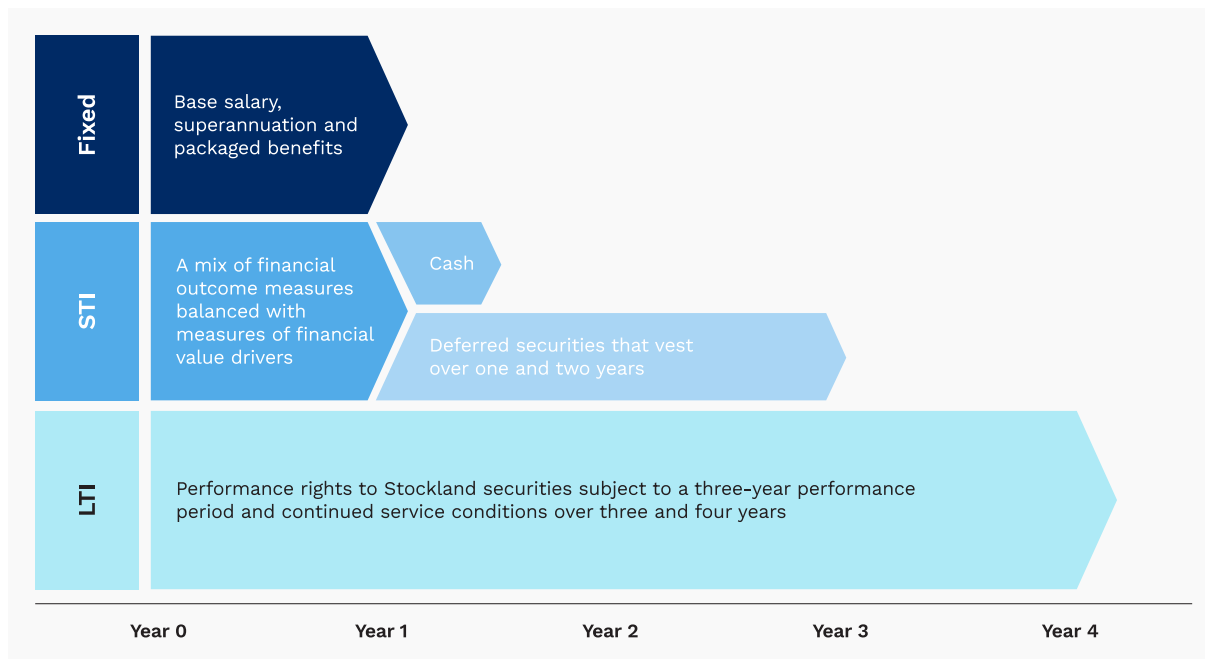 Fixed
Base salary,
superannuation and
packaged benefits
STI
A mix of financial
outcome measures
balanced with
measures of financial
value drivers
Cash
Deferred securities that vest
over one and two years
LTI
Performance rights to Stockland securities subject to a three-year performance
period and continued service conditions over three and four years
Year 0 Year 1 Year 2 Year 3 Year 4